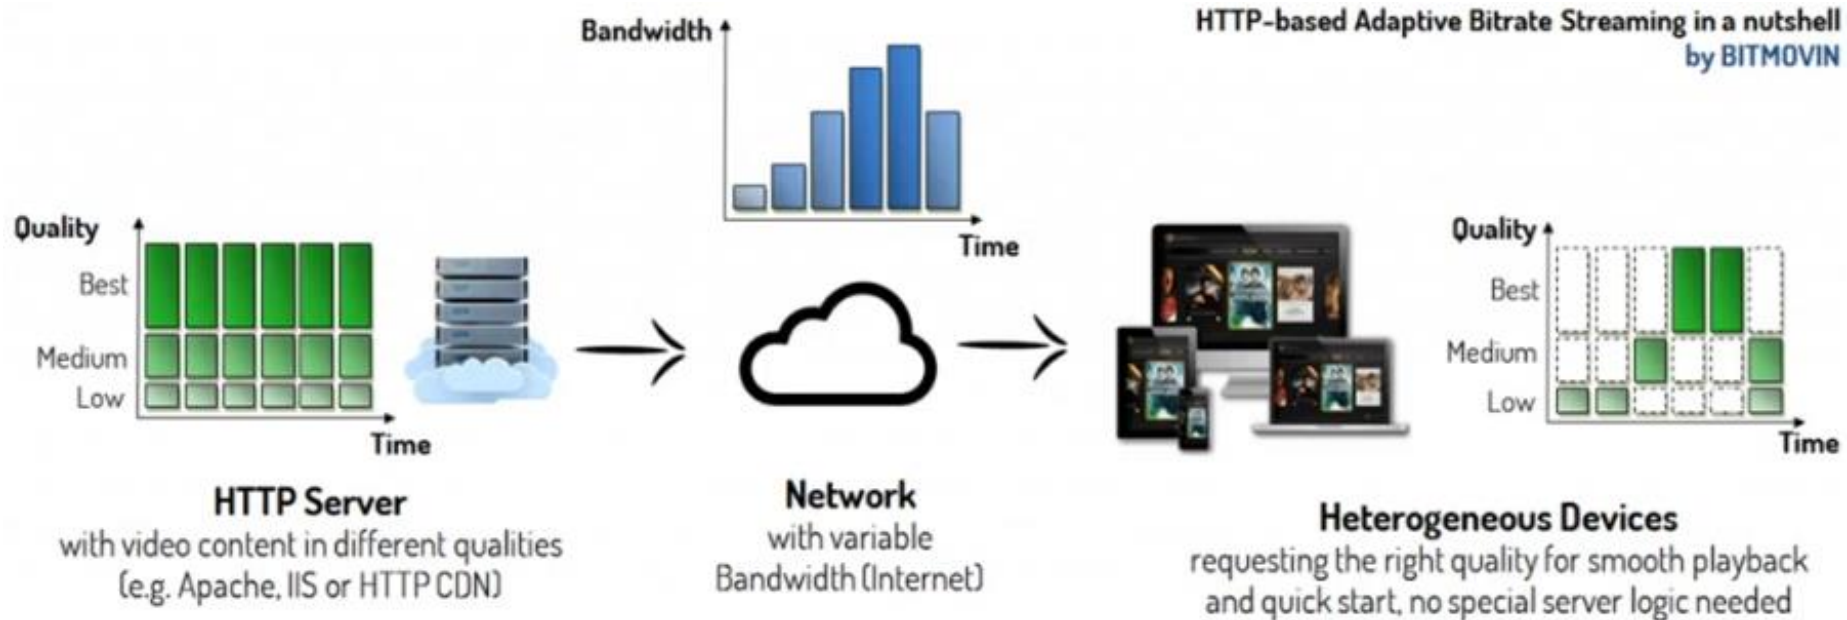 HTTP-based Adaptive Bitrate Streaming in a nutshell
by BITMOVIN
Bandwidth
Time
Quality
Best
Medium
Low
Time
Quality
Best
Medium
Low
Time
HTTP Server
with video content in different qualities
(e.g. Apache, IIS or HTTP CDN)
Network
with variable
Bandwidth (Internet)
Heterogeneous Devices
requesting the right quality for smooth playback
and quick start, no special server logic needed